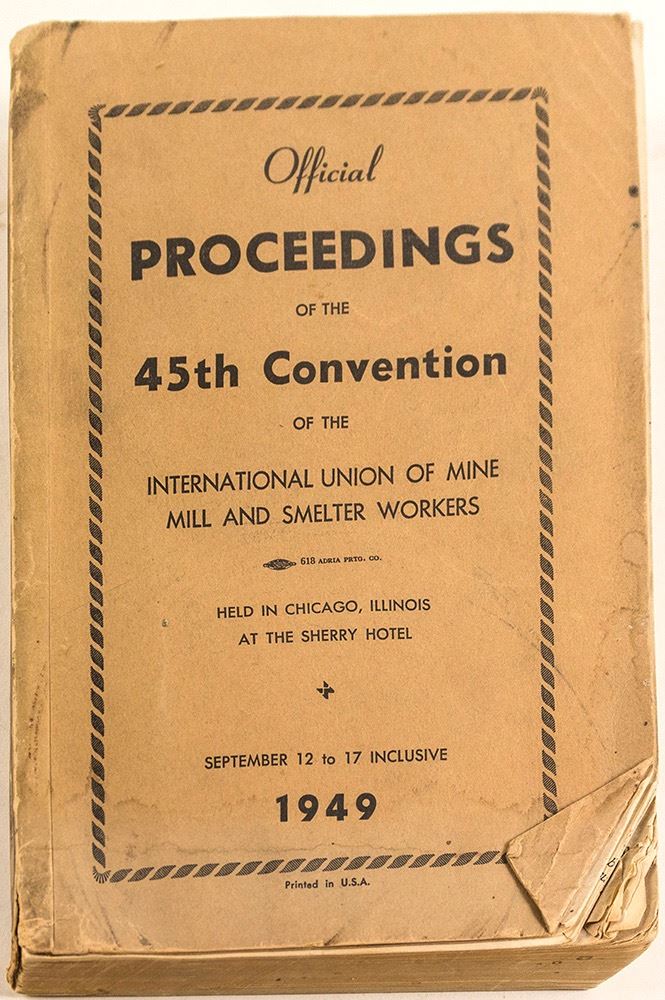 Official
PROCEEDINGS
OF THE
45th Convention
OF THE
INTERNATIONAL UNION OF MINE
MILL AND SMELTER WORKERS
618 ADRIA PRTG. CO.
HELD IN CHICAGO, ILLINOIS
AT THE SHERRY HOTEL
SEPTEMBER 12 to 17 INCLUSIVE
1949
Printed in U.S.A.